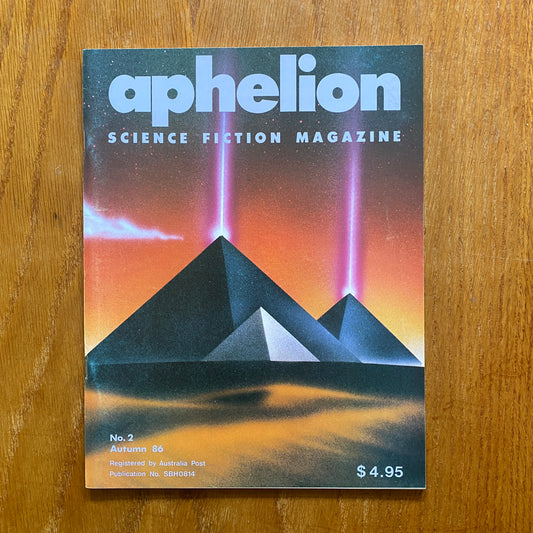 aphelion
SCIENCE FICTION MAGAZINE
No. 2
Autumn 86
Registered by Australia Post
Publication No. SBH0814
$4.95